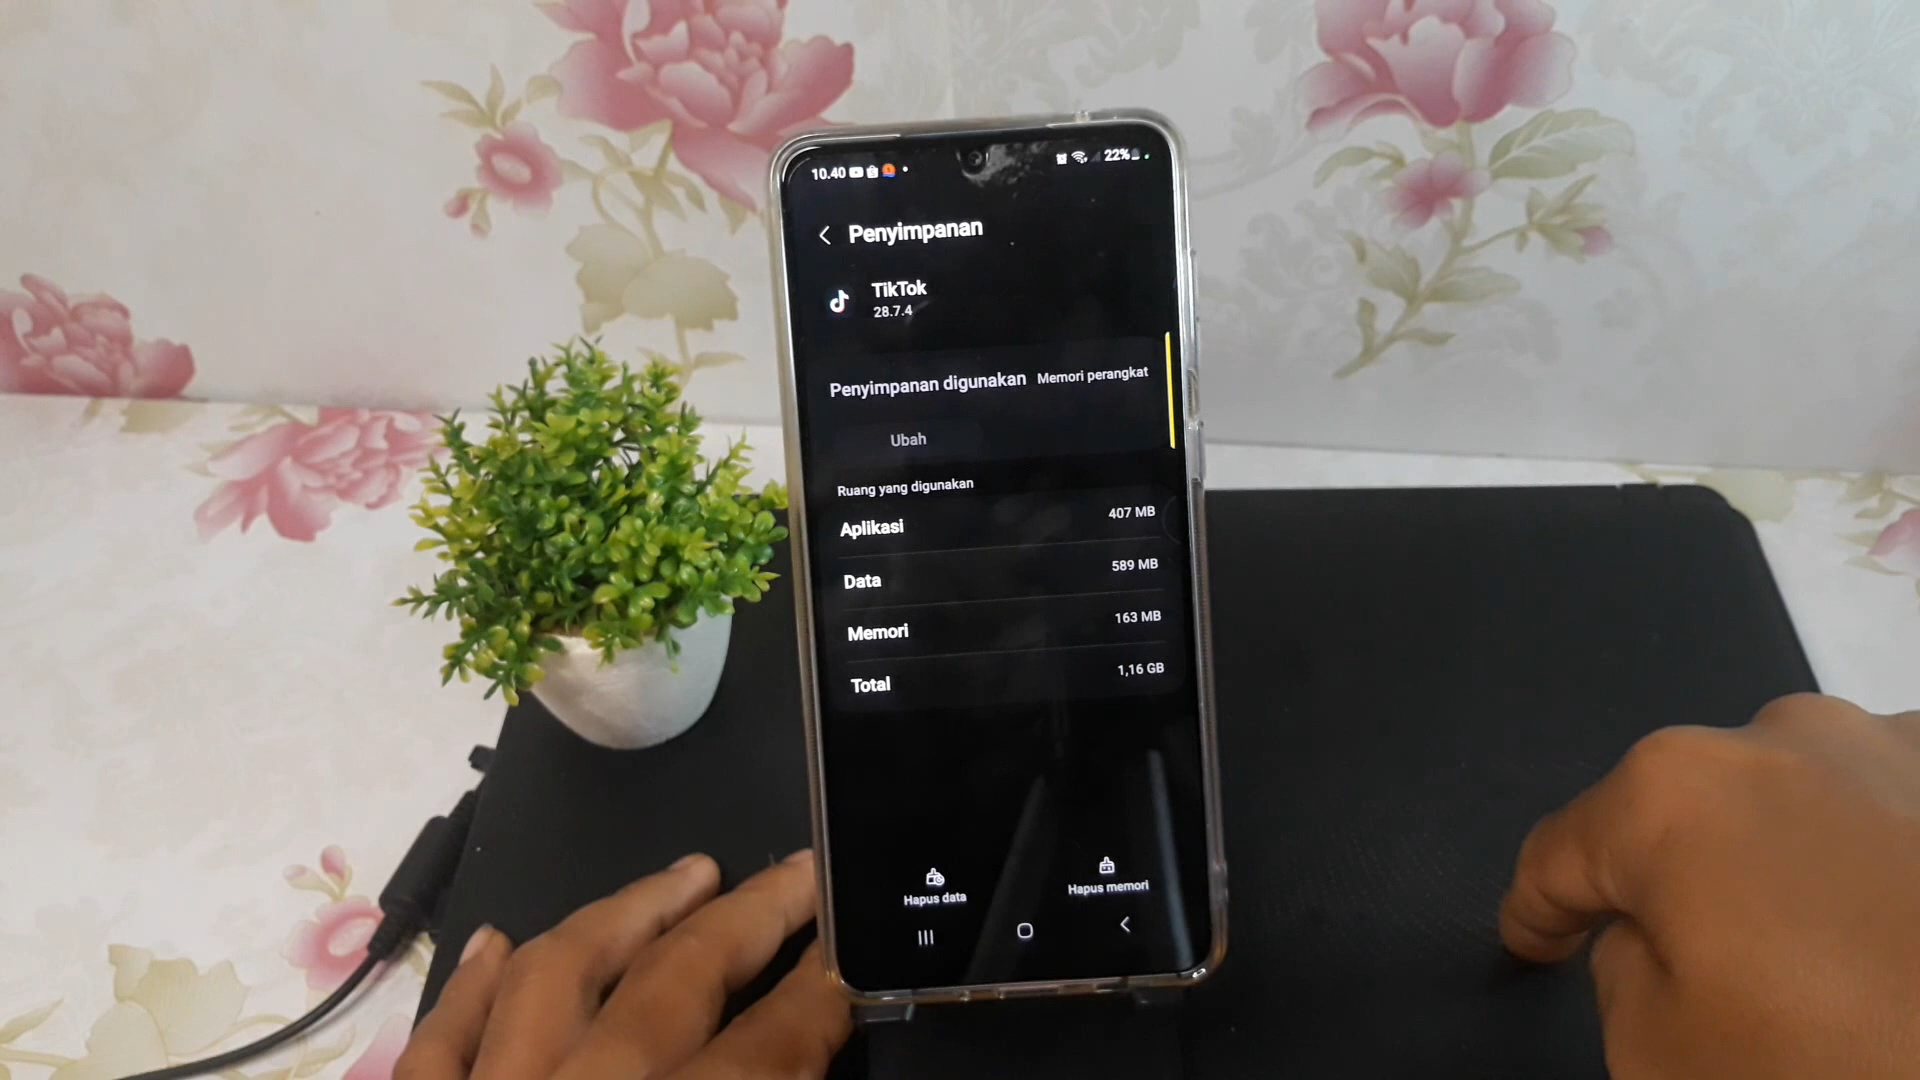 10.40
22%
Penyimpanan
TikTok
28.7.4
Penyimpanan digunakan Memori perangkat
Ubah
Ruang yang digunakan
Aplikasi 407 MB
Data 589 MB
Memori 163 MB
Total 1,16 GB
Hapus data Hapus memori